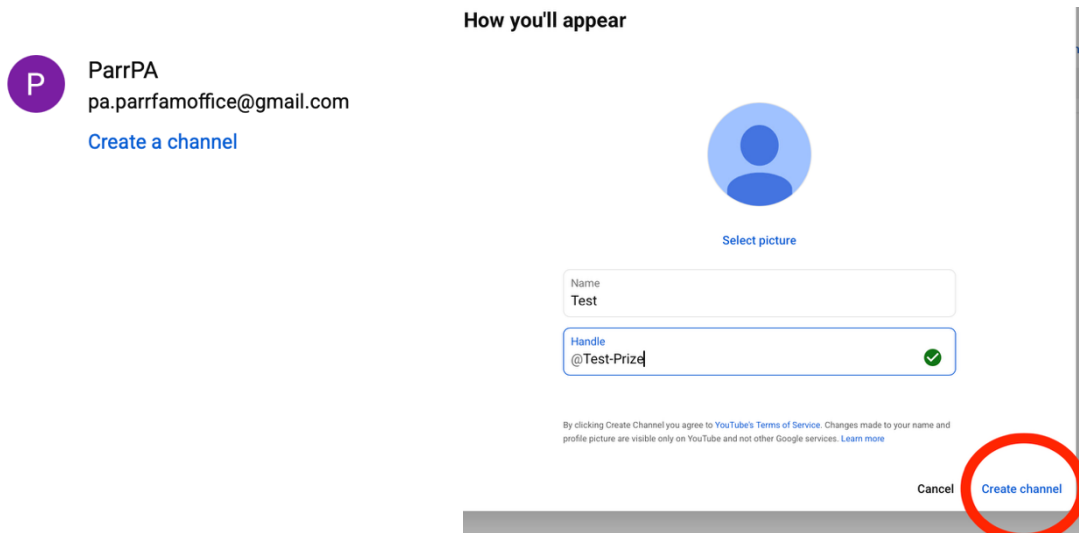 P
ParrPA
pa.parrfamoffice@gmail.com
Create a channel
How you'll appear
Select picture
Name
Test
Handle
@Test-Prize
By clicking Create Channel you agree to YouTube's Terms of Service. Changes made to your name and
profile picture are visible only on YouTube and not other Google services. Learn more
Cancel
Create channel